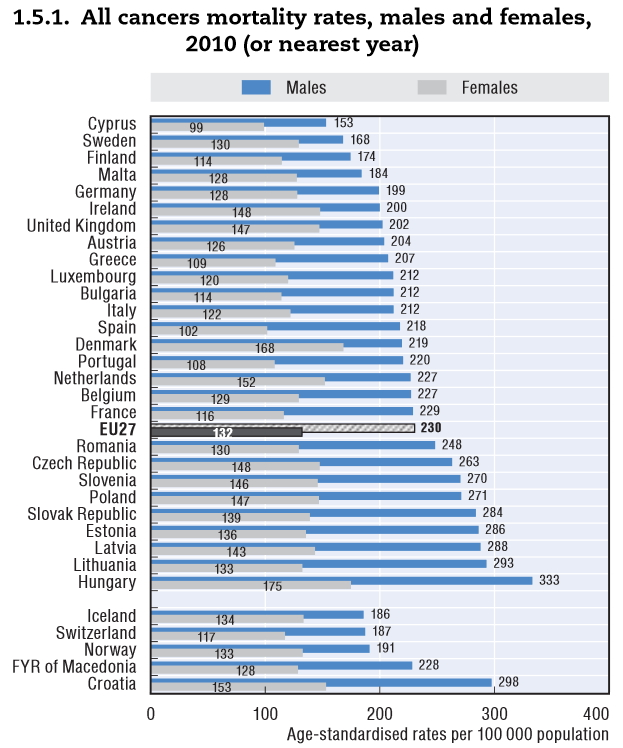 1.5.1. All cancers mortality rates, males and females,
2010 (or nearest year)
Males Females
Cyprus 99 153
Sweden 130 168
Finland 114 174
Malta 128 184
Germany 128 199
Ireland 148 200
United Kingdom 147 202
Austria 126 204
Greece 109 207
Luxembourg 120 212
Bulgaria 114 212
Italy 122 212
Spain 102 218
Denmark 168 219
Portugal 108 220
Netherlands 152 227
Belgium 129 227
France 116 229
EU27 132 230
Romania 130 248
Czech Republic 148 263
Slovenia 146 270
Poland 147 271
Slovak Republic 139 284
Estonia 136 286
Latvia 143 288
Lithuania 133 293
Hungary 175 333
Iceland 134 186
Switzerland 117 187
Norway 133 191
FYR of Macedonia 128 228
Croatia 153 298
0 100 200 300 400
Age-standardised rates per 100 000 population